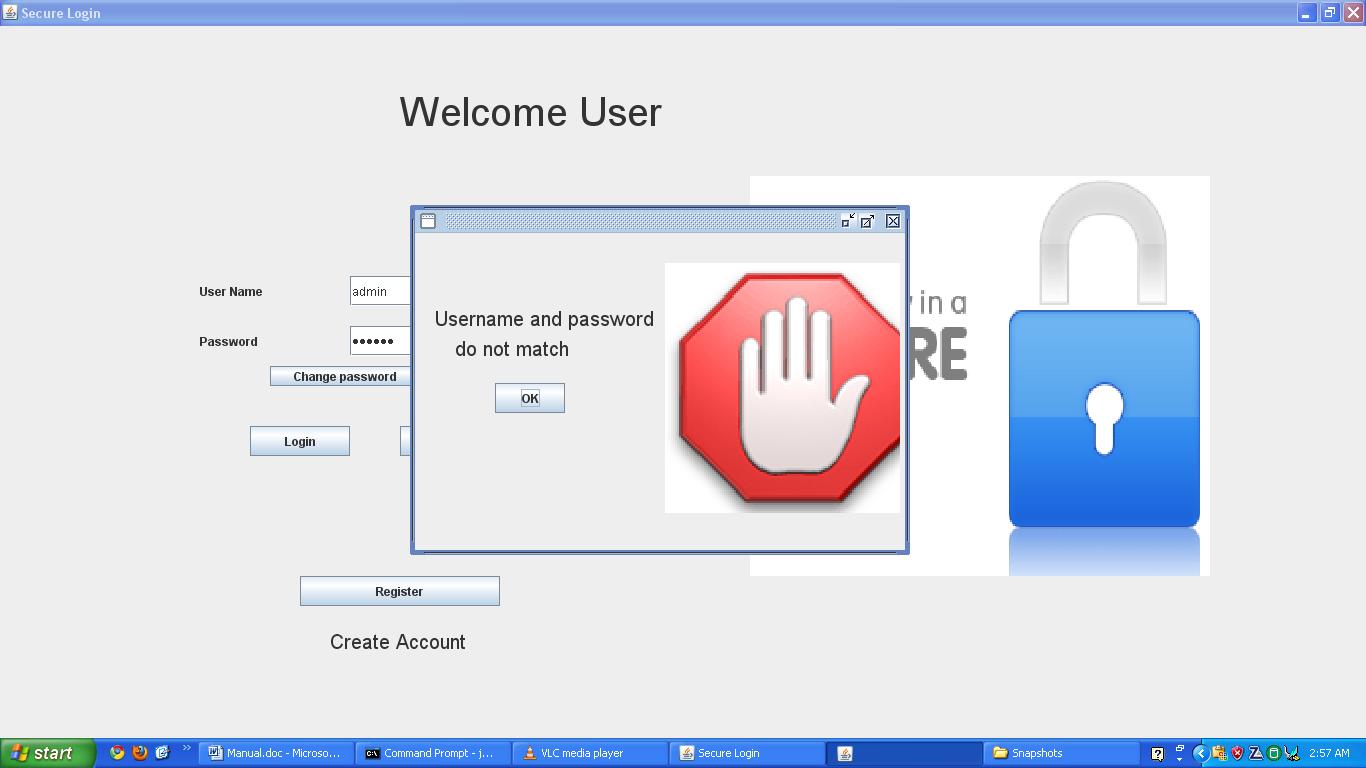 Secure Login
Welcome User
User Name
admin
Password
Change password
Login
Username and password
do not match
OK
in a
RE
Register
Create Account
start
Manual.doc - Microso...
Command Prompt - j...
VLC media player
Secure Login
Snapshots
2:57 AM